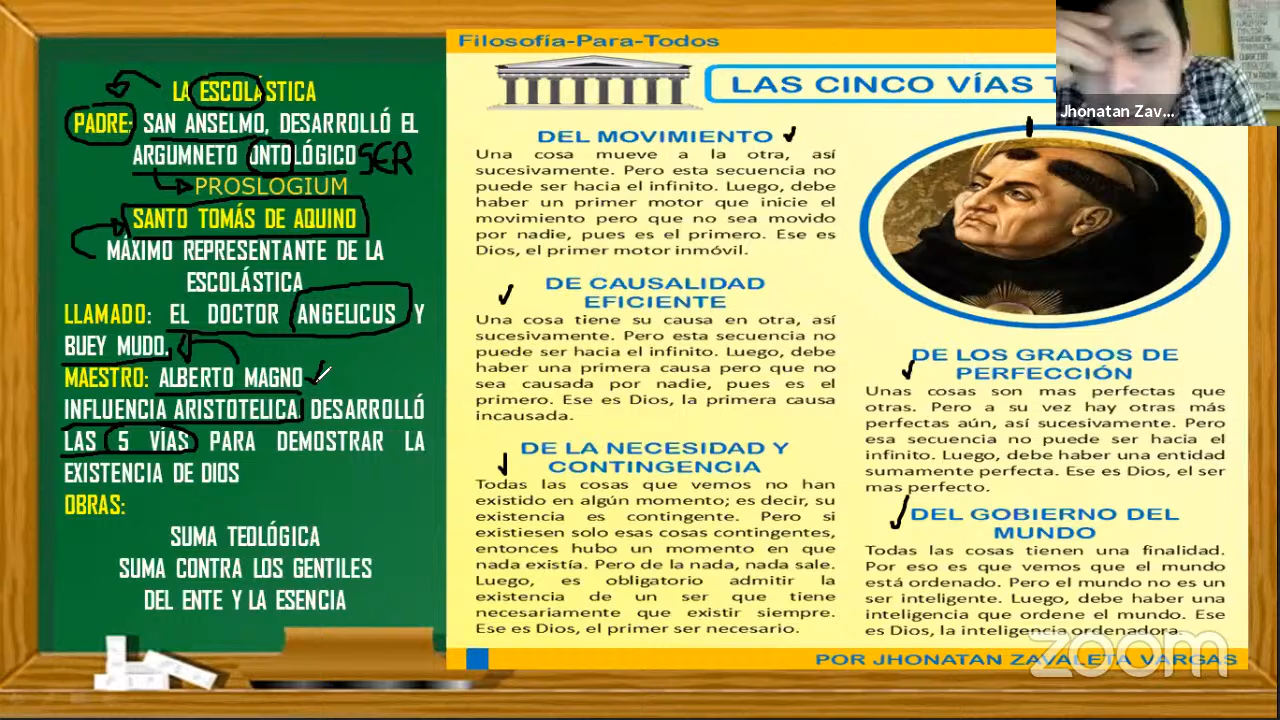 LA ESCOLÁSTICA
PADRE: SAN ANSELMO, DESARROLLÓ EL
ARGUMNETO ONTOLÓGICO SER
PROSLOGIUM
SANTO TOMÁS DE AQUINO
MÁXIMO REPRESENTANTE DE LA
ESCOLÁSTICA
LLAMADO: EL DOCTOR ANGELICUS Y
BUEY MUDO.
MAESTRO: ALBERTO MAGNO
INFLUENCIA ARISTOTELICA, DESARROLLÓ
LAS 5 VÍAS PARA DEMOSTRAR LA
EXISTENCIA DE DIOS
OBRAS:
SUMA TEOLÓGICA
SUMA CONTRA LOS GENTILES
DEL ENTE Y LA ESENCIA
Filosofía-Para-Todos
LAS CINCO VÍAS
DEL MOVIMIENTO
Una cosa mueve a la otra, así
sucesivamente. Pero esta secuencia no
puede ser hacia el infinito. Luego, debe
haber un primer motor que inicie el
movimiento pero que no sea movido
por nadie, pues es el primero. Ese es
Dios, el primer motor inmóvil.
DE CAUSALIDAD
EFICIENTE
Una cosa tiene su causa en otra, así
sucesivamente. Pero esta secuencia no
puede ser hacia el infinito. Luego, debe
haber una primera causa pero que no
sea causada por nadie, pues es el
primero. Ese es Dios, la primera causa
incausada.
DE LA NECESIDAD Y
CONTINGENCIA
Todas las cosas que vemos no han
existido en algún momento; es decir, su
existencia es contingente. Pero si
existiesen solo esas cosas contingentes,
entonces hubo un momento en que
nada existía. Pero de la nada, nada sale.
Luego, es obligatorio admitir la
existencia de un ser que tiene
necesariamente que existir siempre.
Ese es Dios, el primer ser necesario.
Jhonatan Zav...
DE LOS GRADOS DE
PERFECCIÓN
Unas cosas son mas perfectas que
otras. Pero a su vez hay otras más
perfectas aún, así sucesivamente. Pero
esa secuencia no puede ser hacia el
infinito. Luego, debe haber una entidad
sumamente perfecta. Ese es Dios, el ser
mas perfecto.
DEL GOBIERNO DEL
MUNDO
Todas las cosas tienen una finalidad.
Por eso es que vemos que el mundo
está ordenado. Pero el mundo no es un
ser inteligente. Luego, debe haber una
inteligencia que ordene el mundo. Ese
es Dios, la inteligencia ordenadora.
zoom
POR JHONATAN ZAVALETA VARGAS